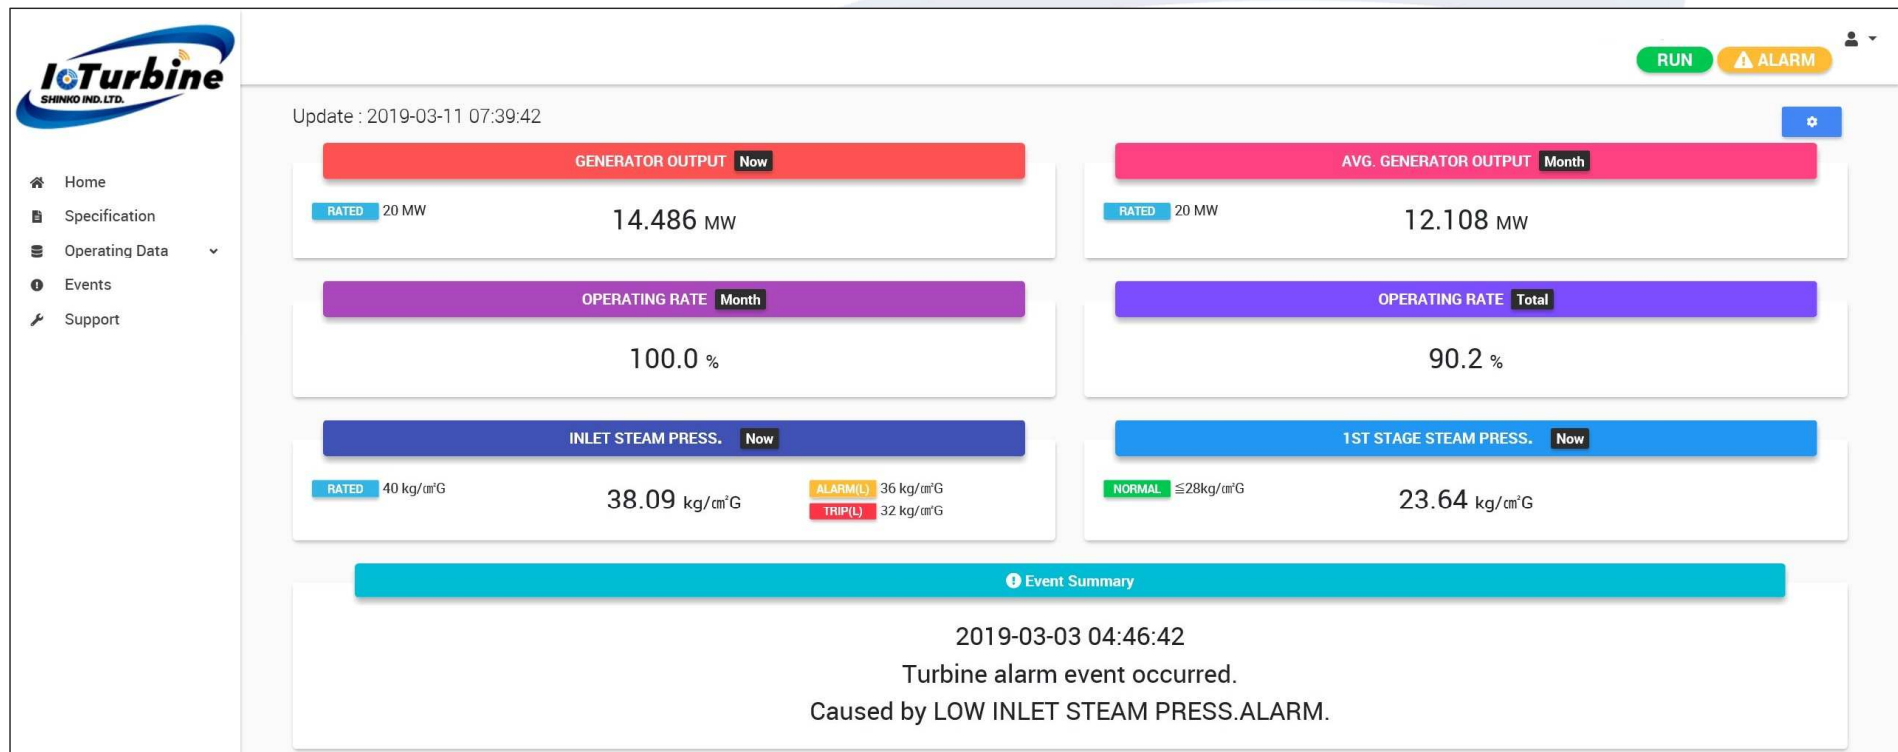 IoTurbine
SHINKO IND. LTD.
RUN
ALARM
Home
Specification
Operating Data
Events
Support
Update : 2019-03-11 07:39:42
GENERATOR OUTPUT Now
RATED 20 MW
14.486 MW
AVG. GENERATOR OUTPUT Month
RATED 20 MW
12.108 MW
OPERATING RATE Month
100.0 %
OPERATING RATE Total
90.2 %
INLET STEAM PRESS. Now
RATED 40 kg/㎠G
38.09 kg/㎠G
ALARM(L) 36 kg/㎠G
TRIP(L) 32 kg/㎠G
1ST STAGE STEAM PRESS. Now
NORMAL ≦28kg/㎠G
23.64 kg/㎠G
Event Summary
2019-03-03 04:46:42
Turbine alarm event occurred.
Caused by LOW INLET STEAM PRESS.ALARM.